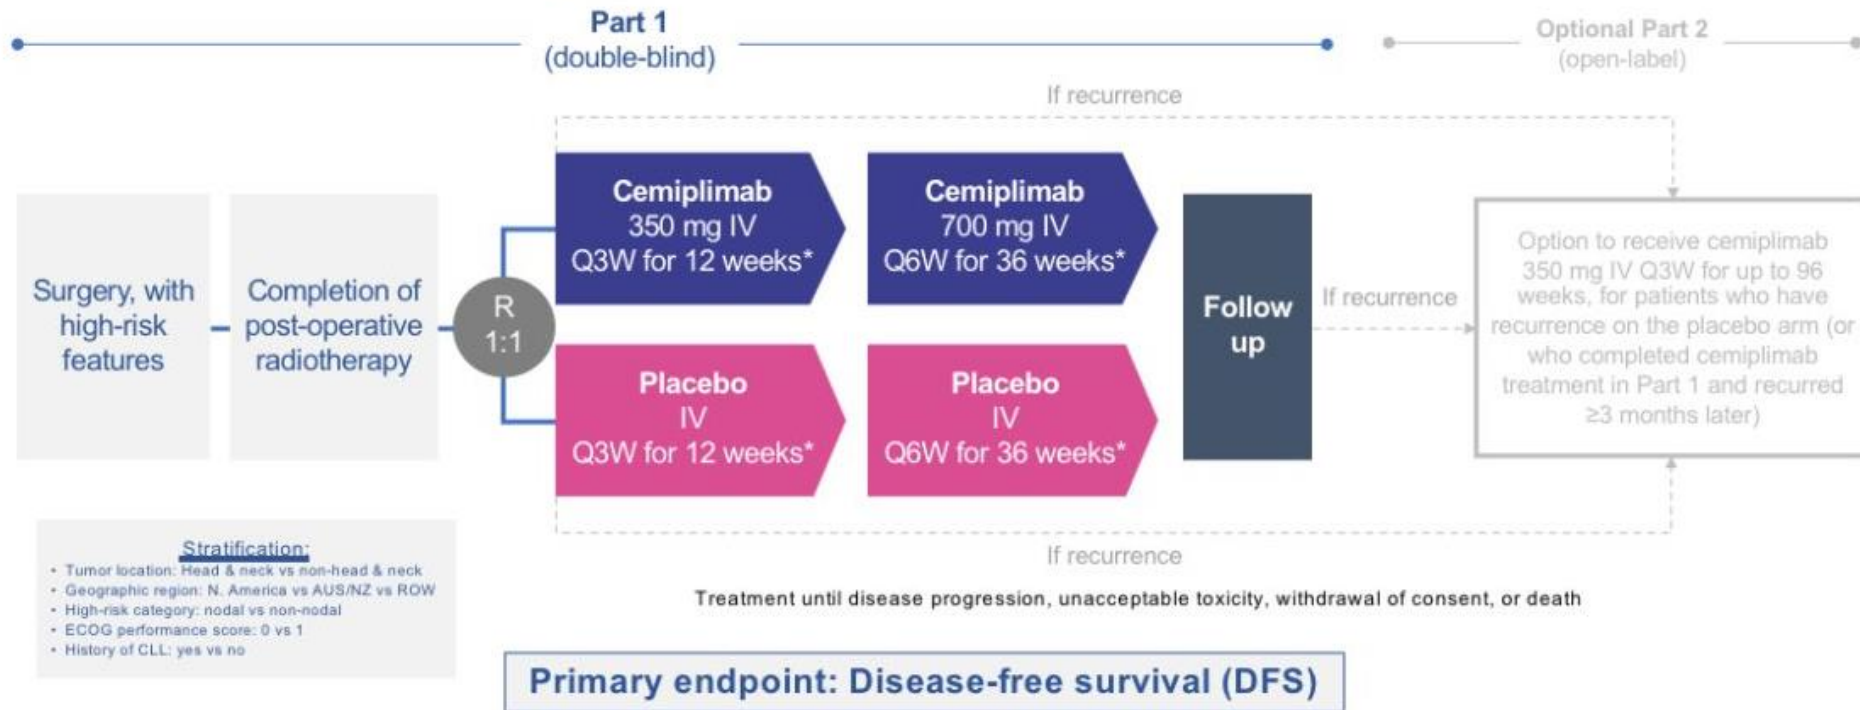 Part 1
(double-blind)
Optional Part 2
(open-label)
If recurrence
Surgery, with
high-risk
features
Completion of
post-operative
radiotherapy
R
1:1
Cemiplimab
350 mg IV
Q3W for 12 weeks*
Cemiplimab
700 mg IV
Q6W for 36 weeks*
Placebo
IV
Q3W for 12 weeks*
Placebo
IV
Q6W for 36 weeks*
Follow
up
If recurrence
Option to receive cemiplimab
350 mg IV Q3W for up to 96
weeks, for patients who have
recurrence on the placebo arm (or
who completed cemiplimab
treatment in Part 1 and recurred
≥3 months later)
If recurrence
Stratification:
• Tumor location: Head & neck vs non-head & neck
• Geographic region: N. America vs AUS/NZ vs ROW
• High-risk category: nodal vs non-nodal
• ECOG performance score: 0 vs 1
• History of CLL: yes vs no
Treatment until disease progression, unacceptable toxicity, withdrawal of consent, or death
Primary endpoint: Disease-free survival (DFS)